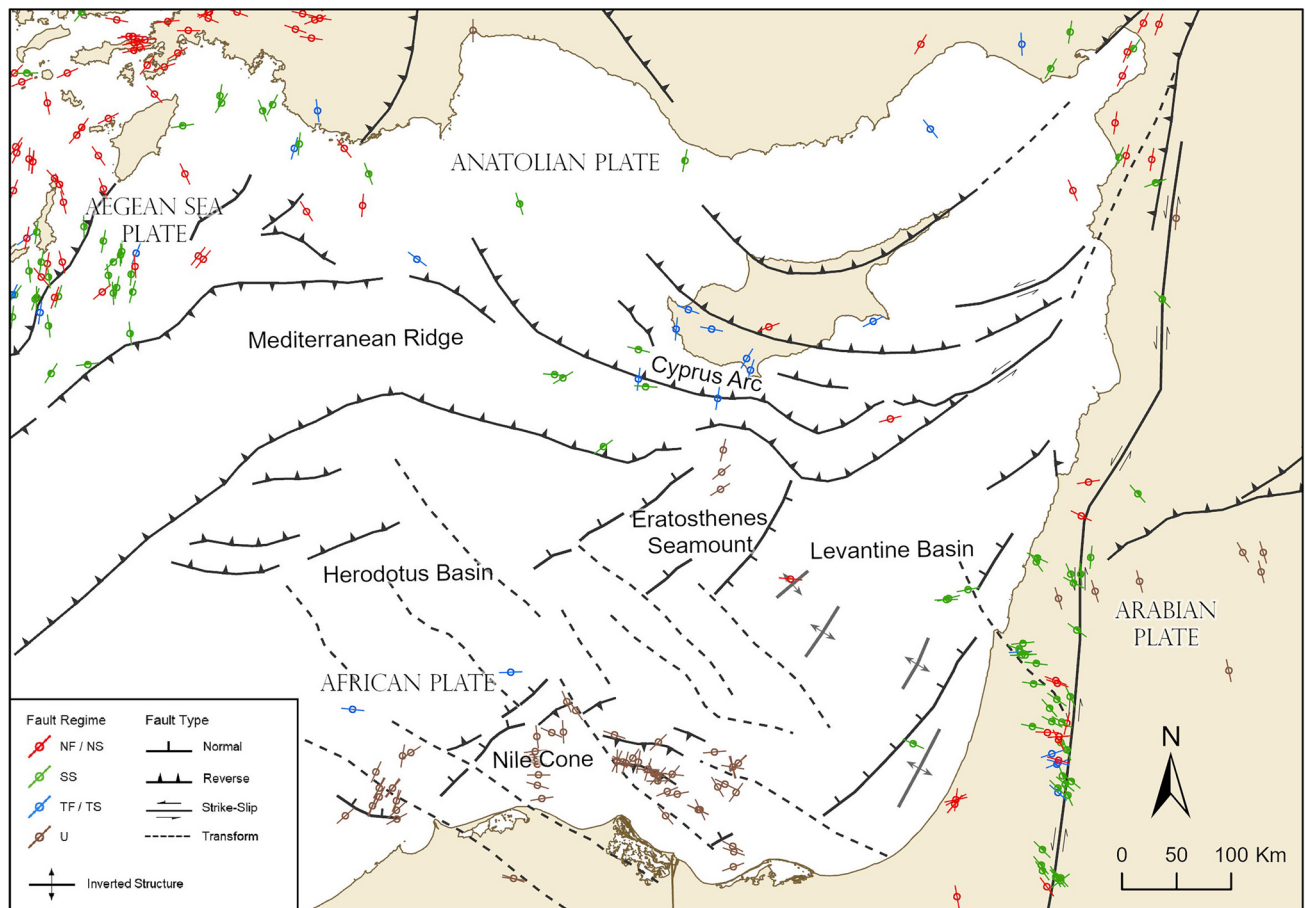 ANATOLIAN PLATE
AEGEAN SEA
PLATE
Mediterranean Ridge
Cyprus Arc
Eratosthenes
Seamount
Levantine Basin
Herodotus Basin
ARABIAN
PLATE
AFRICAN PLATE
Nile Cone
Fault Regime
Fault Type
NF / NS
Normal
SS
Reverse
TF / TS
Strike-Slip
U
Transform
Inverted Structure
N
0 50 100 Km